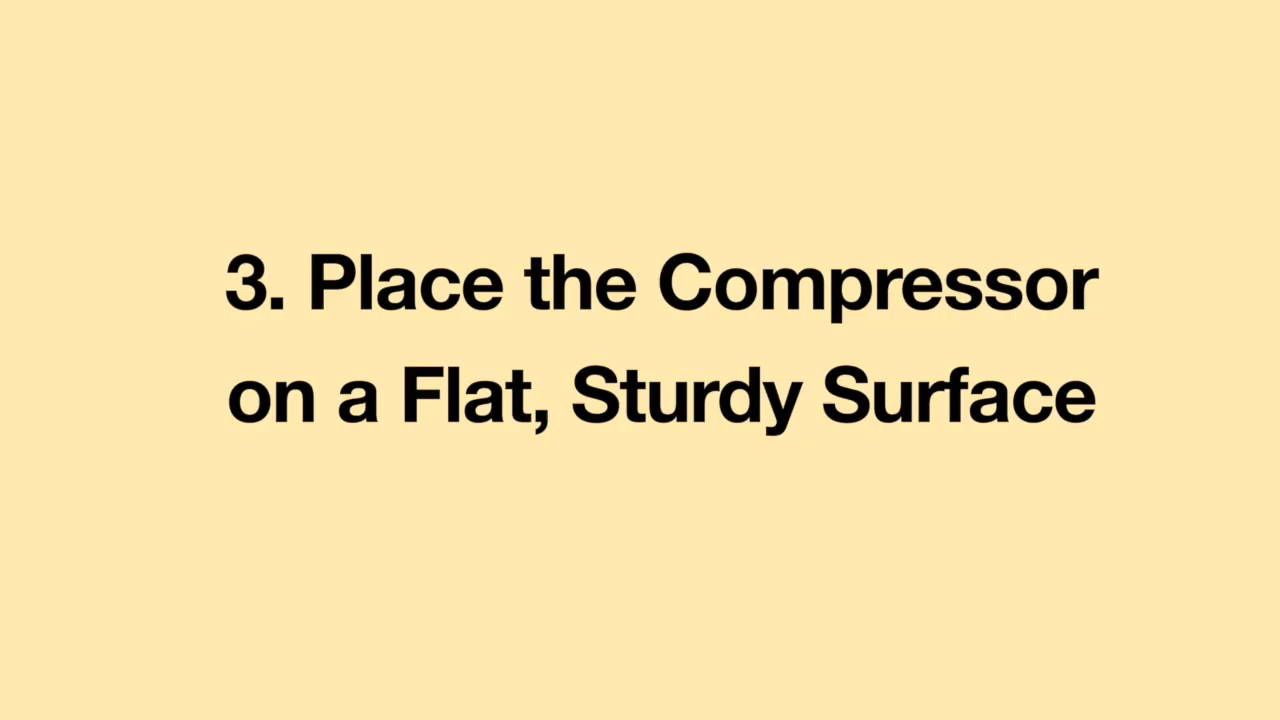 3. Place the Compressor
on a Flat, Sturdy Surface